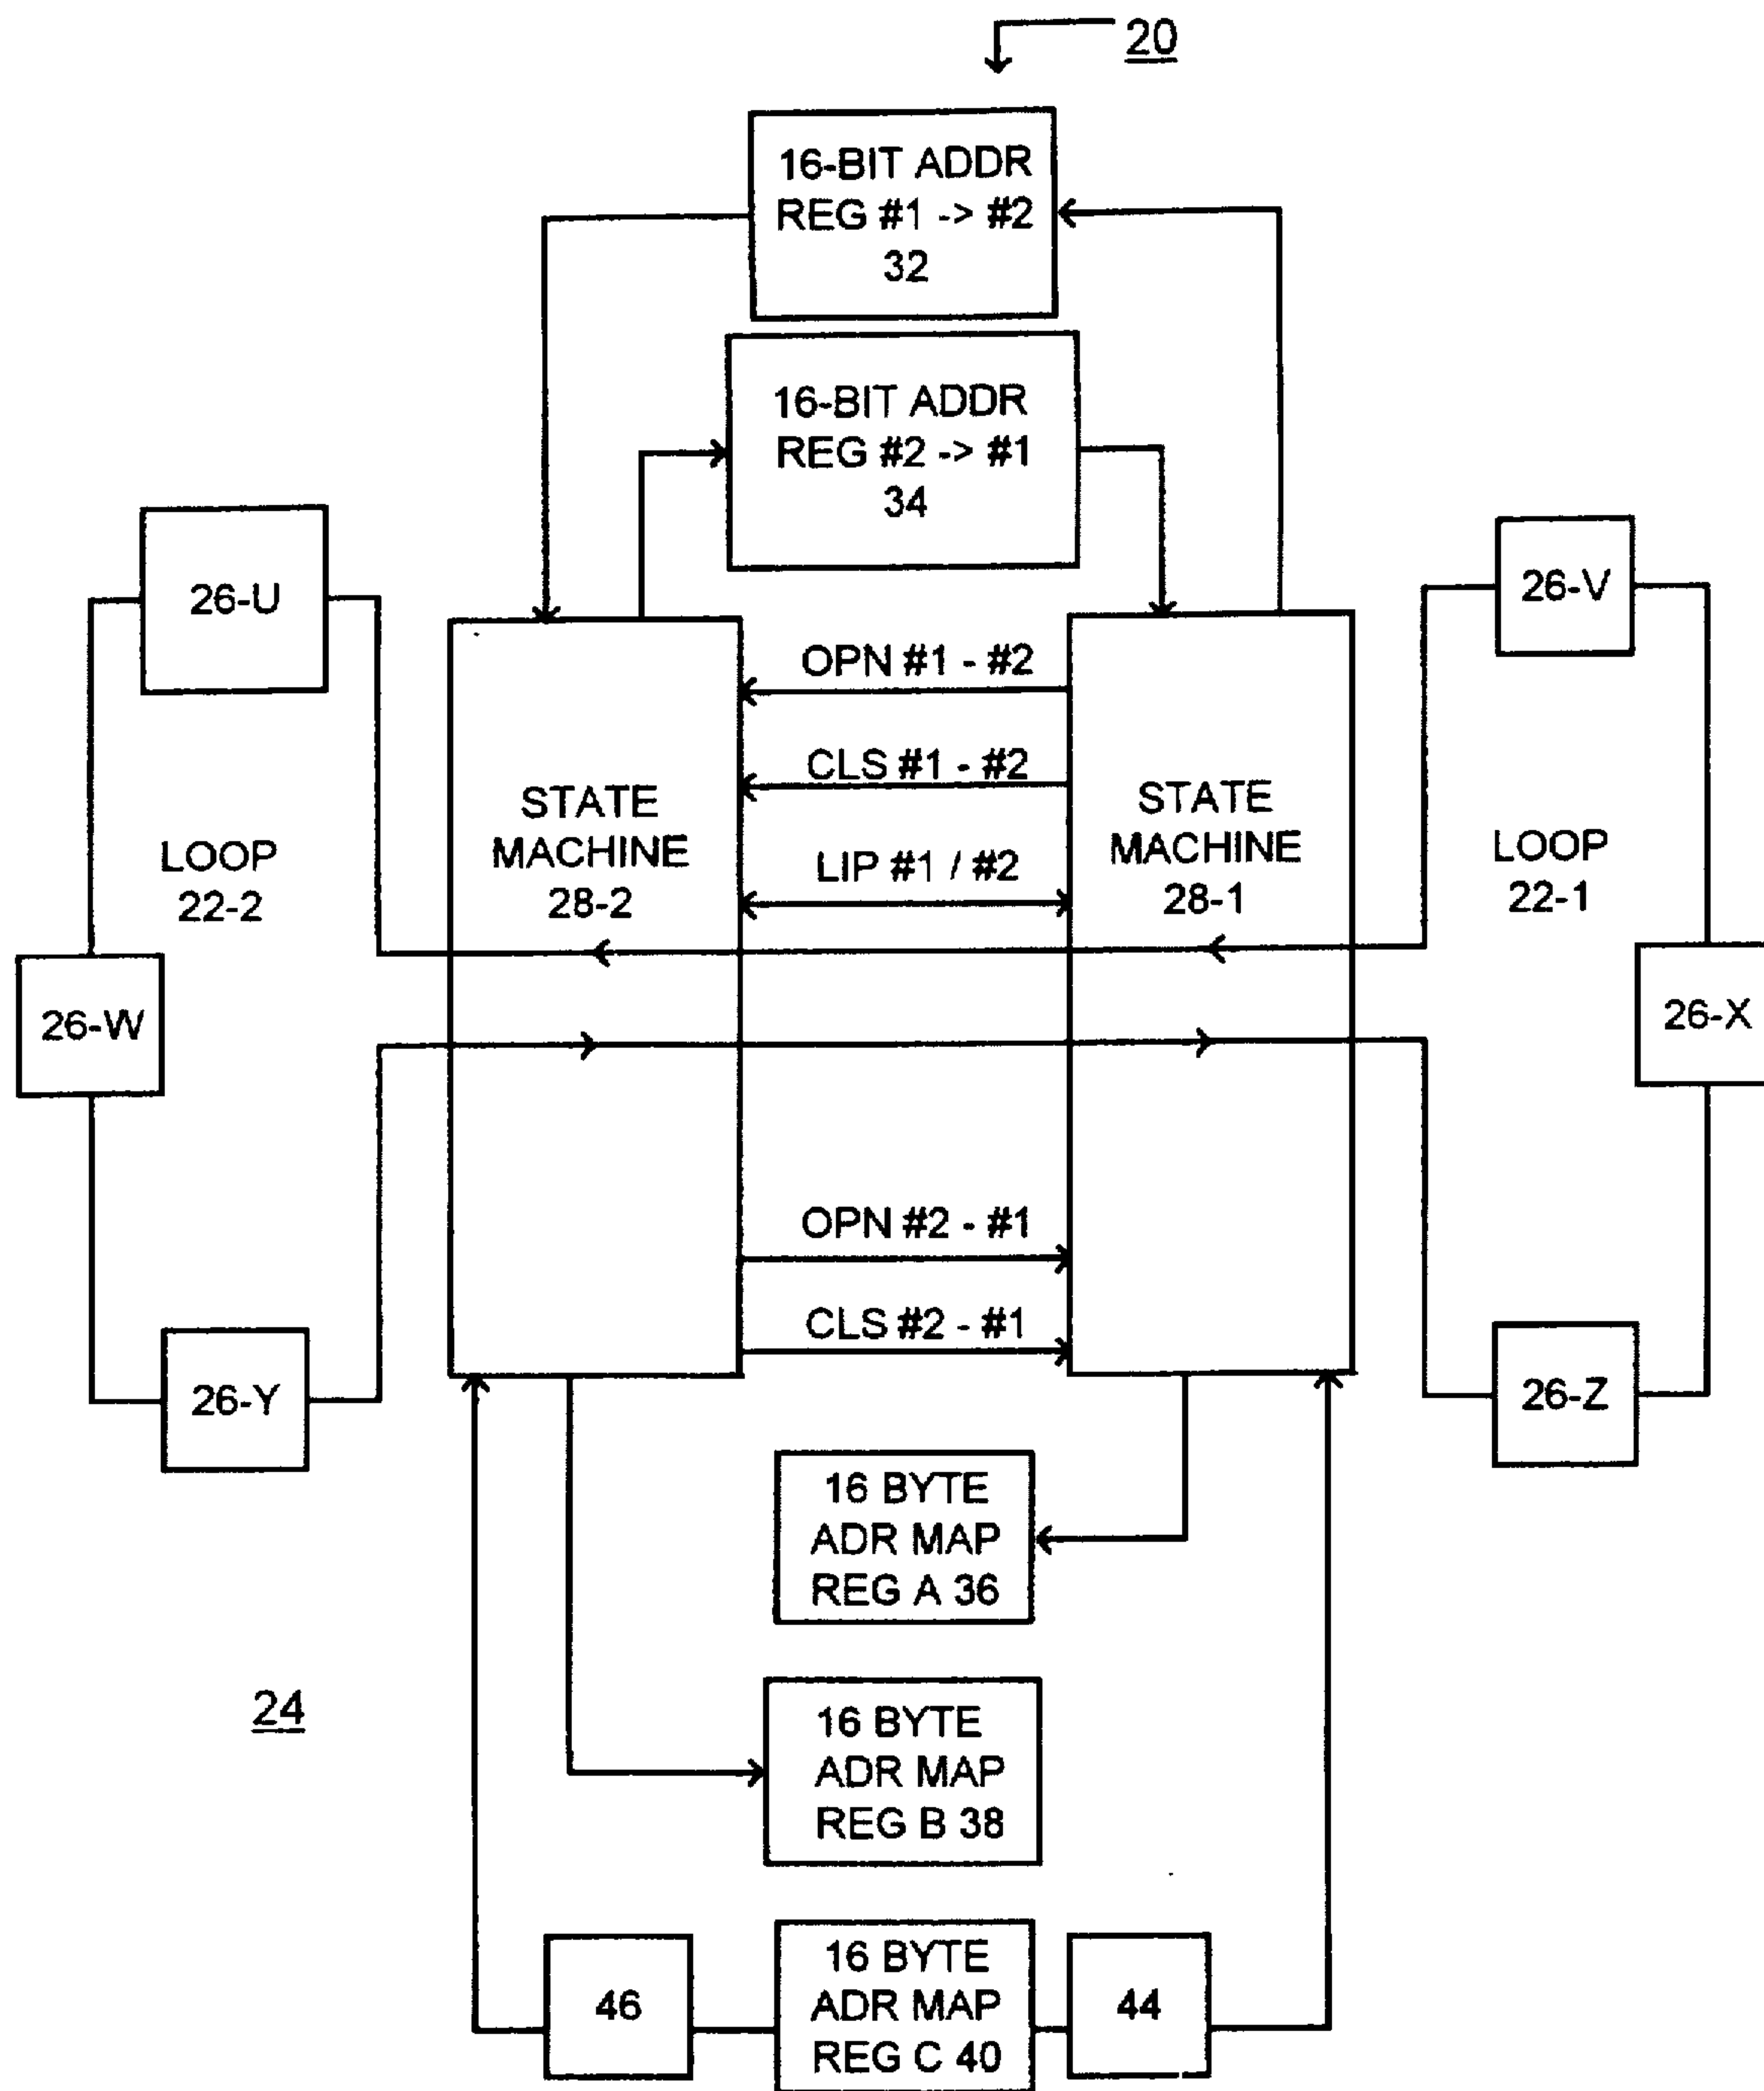 20
16-BIT ADDR
REG #1 -> #2
32
16-BIT ADDR
REG #2 -> #1
34
26-U
26-V
OPN #1 - #2
CLS #1 - #2
LIP #1 / #2
STATE
MACHINE
28-2
STATE
MACHINE
28-1
LOOP
22-2
LOOP
22-1
26-W
26-X
OPN #2 - #1
CLS #2 - #1
26-Y
26-Z
16 BYTE
ADR MAP
REG A 36
24
16 BYTE
ADR MAP
REG B 38
46
16 BYTE
ADR MAP
REG C 40
44